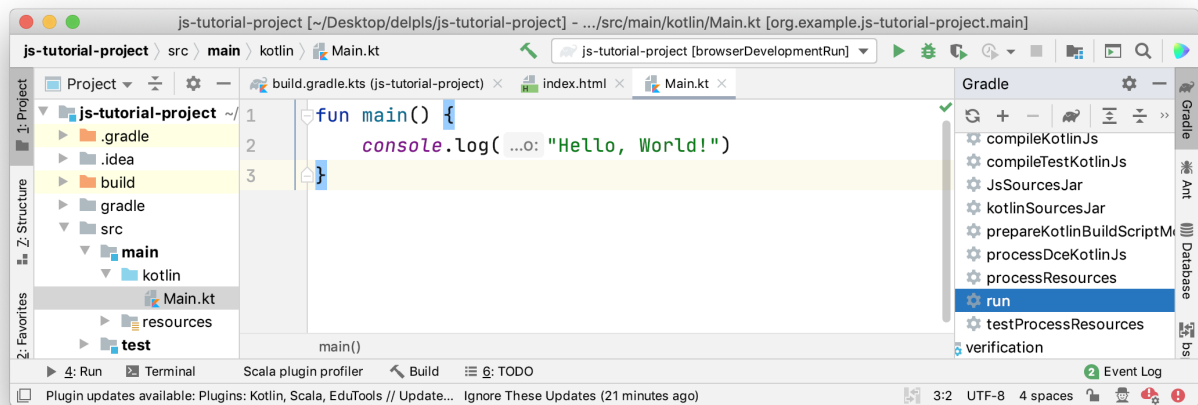 js-tutorial-project [~/Desktop/delpls/js-tutorial-project] - .../src/main/kotlin/Main.kt [org.example.js-tutorial-project.main]
js-tutorial-project src main kotlin Main.kt js-tutorial-project [browserDevelopmentRun]
1: Project
Z: Structure
2: Favorites
Project
js-tutorial-project ~/
.gradle
.idea
build
gradle
src
main
kotlin
Main.kt
resources
test
build.gradle.kts (js-tutorial-project) index.html Main.kt
1 fun main() {
2 console.log( ...o: "Hello, World!")
3 }
main()
Gradle
compileKotlinJs
compileTestKotlinJs
JsSourcesJar
kotlinSourcesJar
prepareKotlinBuildScriptM
processDceKotlinJs
processResources
run
testProcessResources
verification
Gradle
Ant
Database
bs
4: Run Terminal Scala plugin profiler Build 6: TODO 2 Event Log
Plugin updates available: Plugins: Kotlin, Scala, EduTools // Update... Ignore These Updates (21 minutes ago) 3:2 UTF-8 4 spaces